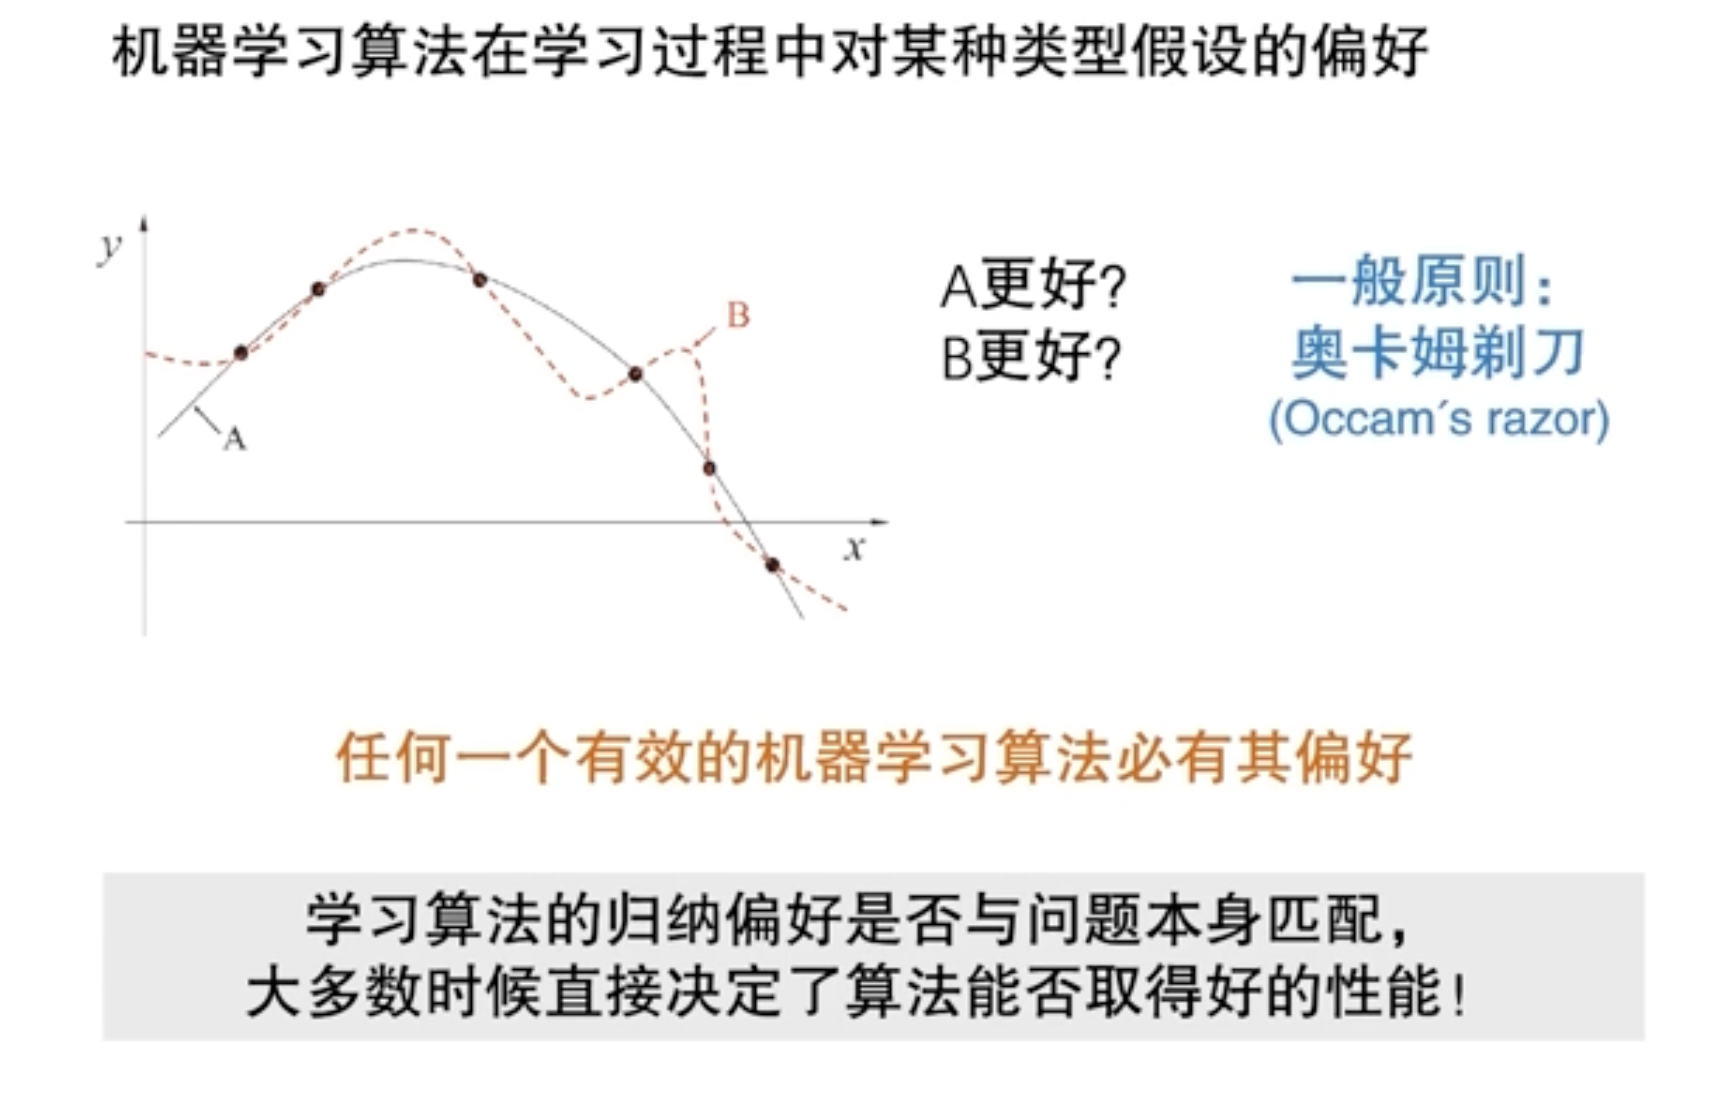 机器学习算法在学习过程中对某种类型假设的偏好
y
B
A
x
A更好?
B更好?
一般原则:
奥卡姆剃刀
(Occam´s razor)
任何一个有效的机器学习算法必有其偏好
学习算法的归纳偏好是否与问题本身匹配,
大多数时候直接决定了算法能否取得好的性能!